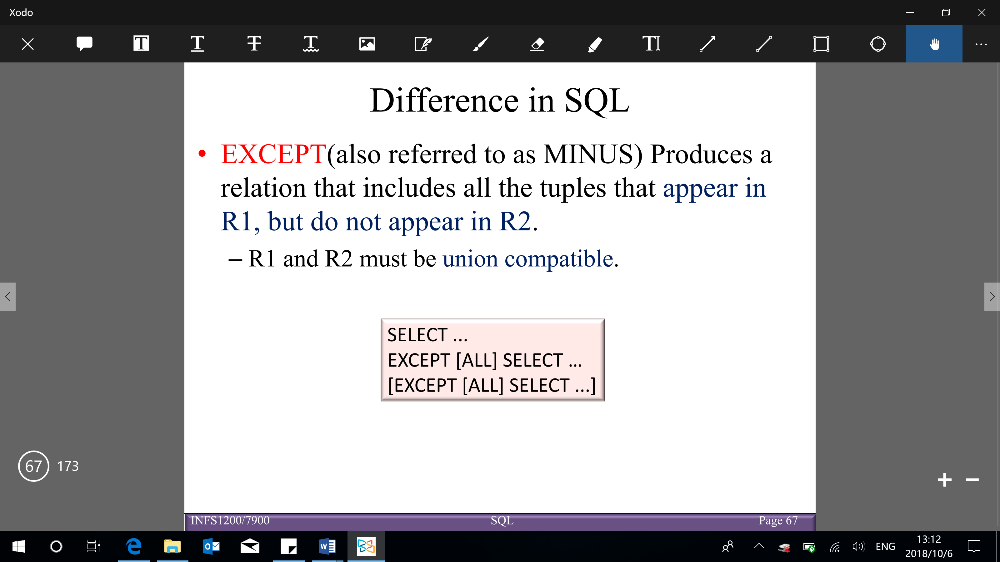 Xodo
Difference in SQL
• EXCEPT(also referred to as MINUS) Produces a
relation that includes all the tuples that appear in
R1, but do not appear in R2.
– R1 and R2 must be union compatible.
SELECT ...
EXCEPT [ALL] SELECT ...
[EXCEPT [ALL] SELECT ...]
67 173
INFS1200/7900 SQL Page 67
ENG
13:12
2018/10/6